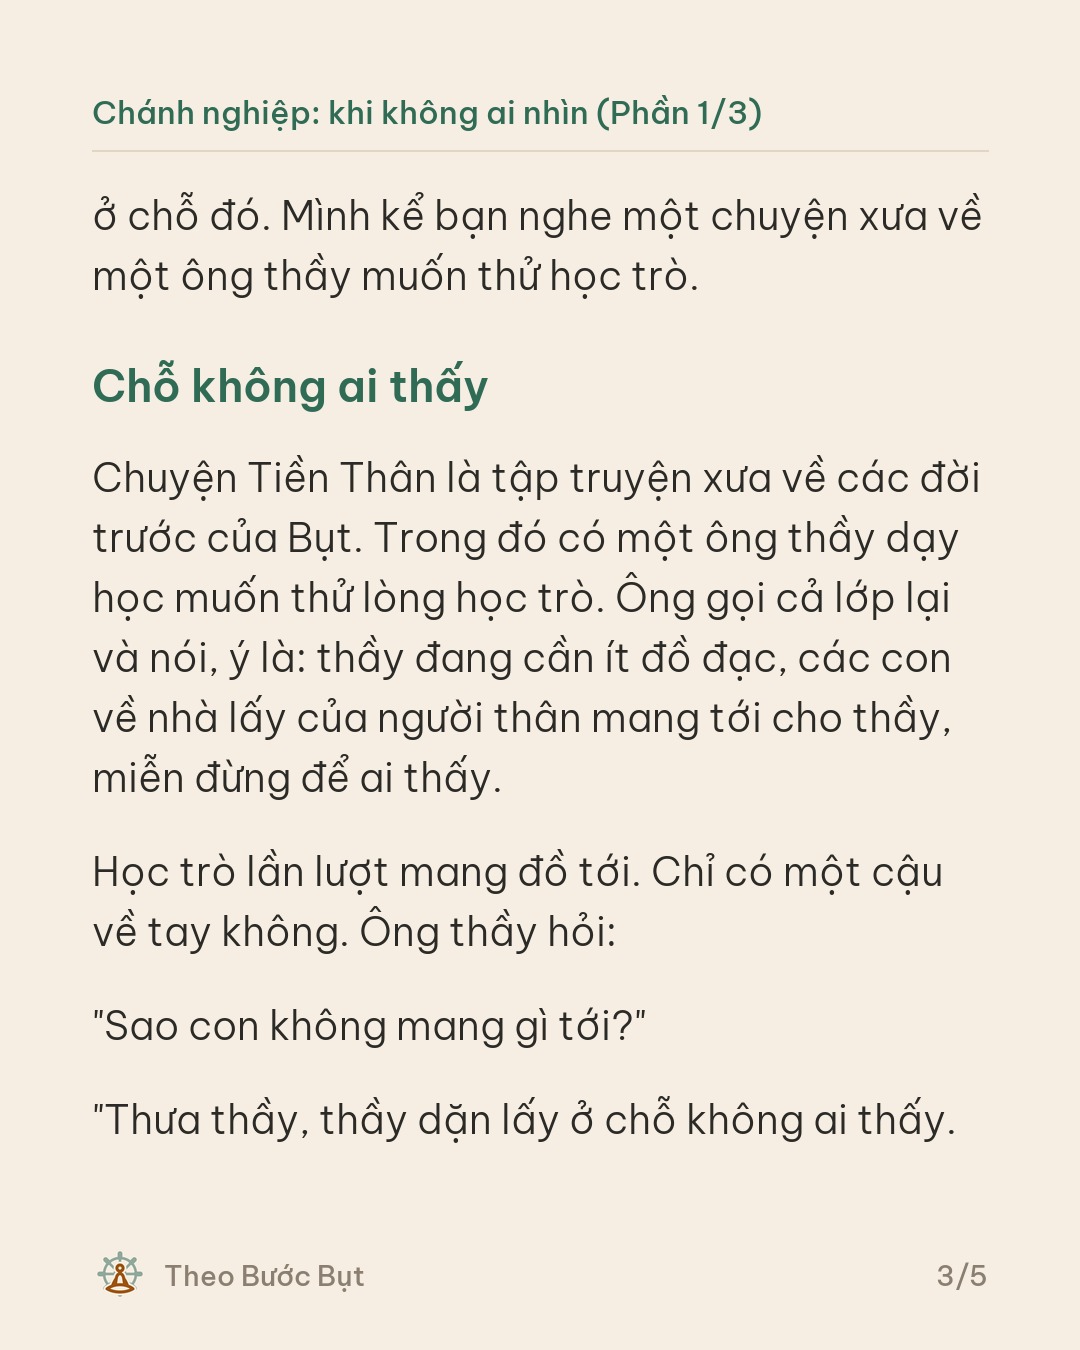 Chánh nghiệp: khi không ai nhìn (Phần 1/3)
ở chỗ đó. Mình kể bạn nghe một chuyện xưa về
một ông thầy muốn thử học trò.
Chỗ không ai thấy
Chuyện Tiền Thân là tập truyện xưa về các đời
trước của Bụt. Trong đó có một ông thầy dạy
học muốn thử lòng học trò. Ông gọi cả lớp lại
và nói, ý là: thầy đang cần ít đồ đạc, các con
về nhà lấy của người thân mang tới cho thầy,
miễn đừng để ai thấy.
Học trò lần lượt mang đồ tới. Chỉ có một cậu
về tay không. Ông thầy hỏi:
"Sao con không mang gì tới?"
"Thưa thầy, thầy dặn lấy ở chỗ không ai thấy.
Theo Bước Bụt
3/5